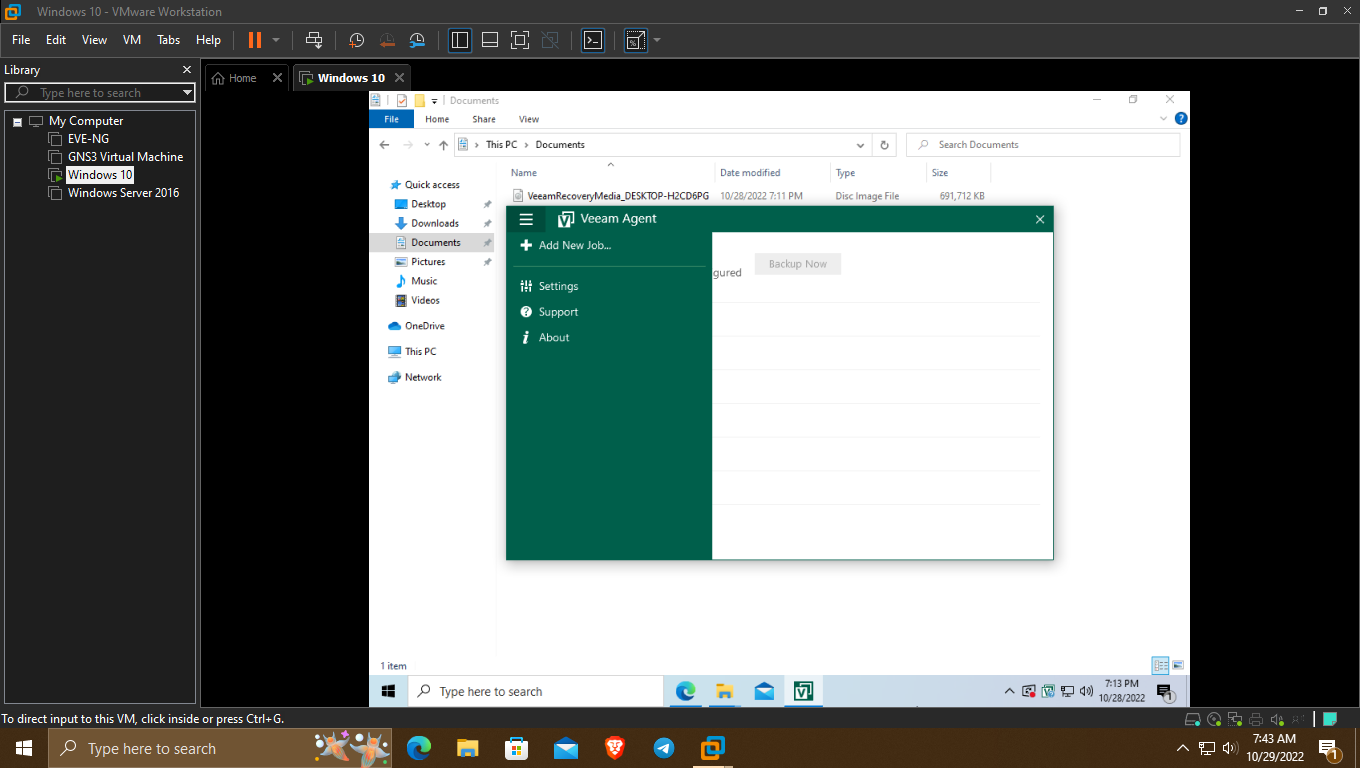 Windows 10 - VMware Workstation
File Edit View VM Tabs Help
Library
Type here to search
My Computer
EVE-NG
GNS3 Virtual Machine
Windows 10
Windows Server 2016
Home
Windows 10
Documents
File Home Share View
This PC Documents
Search Documents
Name Date modified Type Size
VeeamRecoveryMedia_DESKTOP-H2CD6PG 10/28/2022 7:11 PM Disc Image File 691,712 KB
Quick access
Desktop
Downloads
Documents
Pictures
Music
Videos
OneDrive
This PC
Network
Veeam Agent
Add New Job...
Settings
Support
About
gured
Backup Now
1 item
Type here to search
7:13 PM
10/28/2022
1
To direct input to this VM, click inside or press Ctrl+G.
Type here to search
7:43 AM
10/29/2022
1